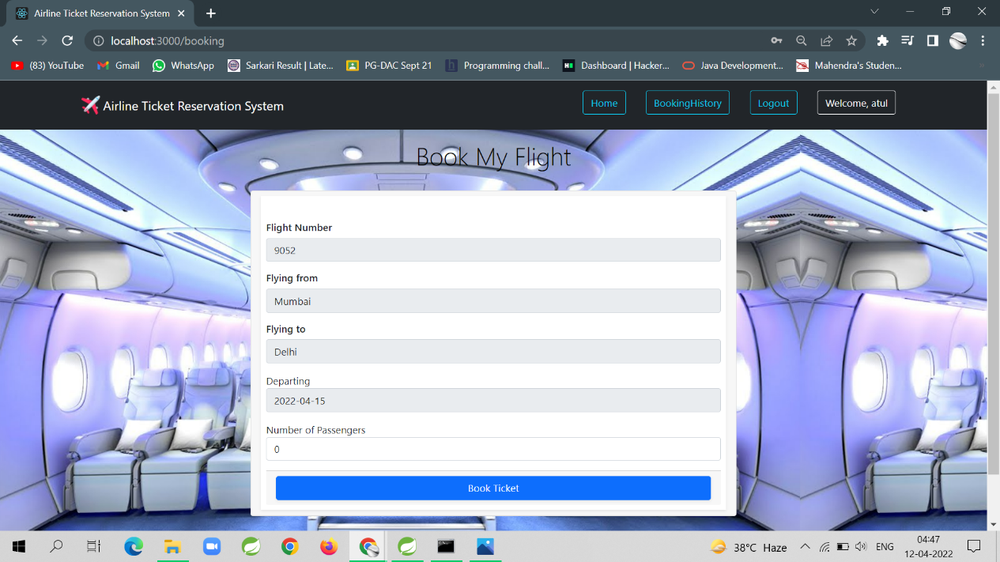 Airline Ticket Reservation System
localhost:3000/booking
(83) YouTube Gmail WhatsApp Sarkari Result | Late... PG-DAC Sept 21 h Programming chall... Dashboard | Hacker... Java Development... Mahendra's Studen...
Airline Ticket Reservation System Home BookingHistory Logout Welcome, atul
Book My Flight
Flight Number
9052
Flying from
Mumbai
Flying to
Delhi
Departing
2022-04-15
Number of Passengers
0
Book Ticket
38°C Haze ENG 04:47
12-04-2022